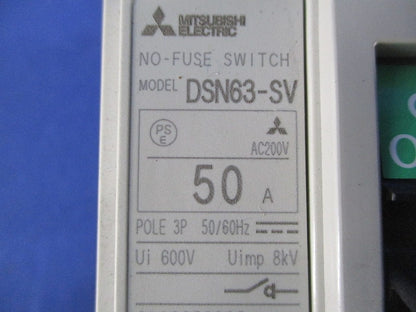 MITSUBISHI
ELECTRIC
NO-FUSE SWITCH
MODEL DSN63-SV
PS
E
AC200V
50 A
POLE 3P 50/60Hz
Ui 600V Uimp 8kV